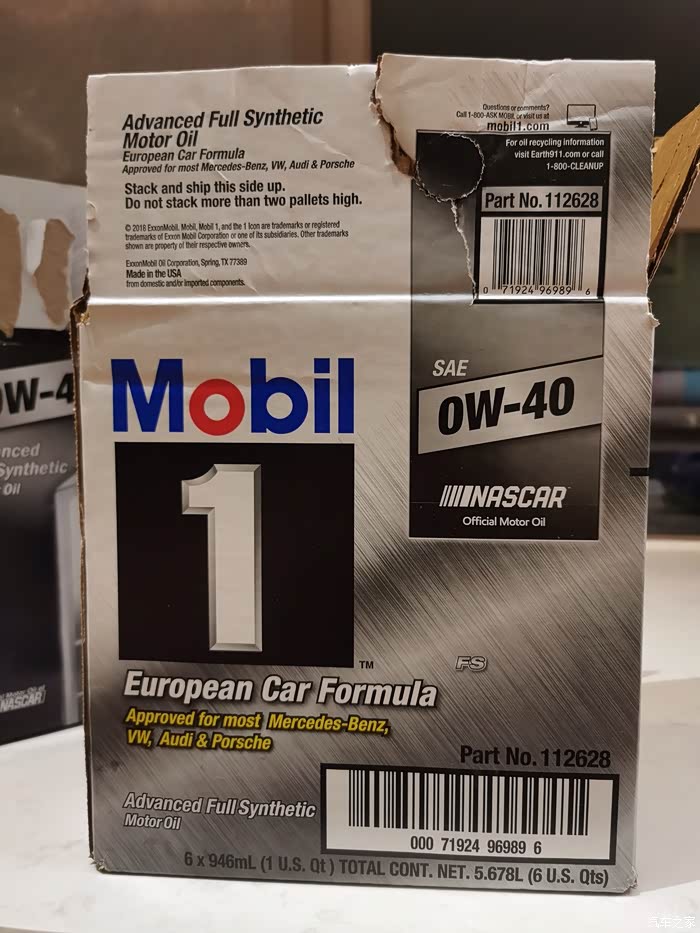 Advanced Full Synthetic
Motor Oil
European Car Formula
Approved for most Mercedes-Benz, VW, Audi & Porsche
Stack and ship this side up.
Do not stack more than two pallets high.
© 2018 ExxonMobil. Mobil, Mobil 1, and the 1 Icon are trademarks or registered
trademarks of Exxon Mobil Corporation or one of its subsidiaries. Other trademarks
shown are property of their respective owners.
ExxonMobil Oil Corporation, Spring, TX 77389
Made in the USA
from domestic and/or imported components.
Questions or comments?
Call 1-800-ASK MOBIL or visit us at
mobil1.com
For oil recycling information
visit Earth911.com or call
1-800-CLEANUP
Part No. 112628
0 71924 96989 6
SAE
0W-40
NASCAR
Official Motor Oil
Mobil
1
TM
FS
European Car Formula
Approved for most Mercedes-Benz,
VW, Audi & Porsche
Part No. 112628
000 71924 96989 6
Advanced Full Synthetic
Motor Oil
6 x 946mL (1 U.S. Qt) TOTAL CONT. NET. 5.678L (6 U.S. Qts)
0W-4
nced
Synthetic
Oil
NASCAR
汽车之家